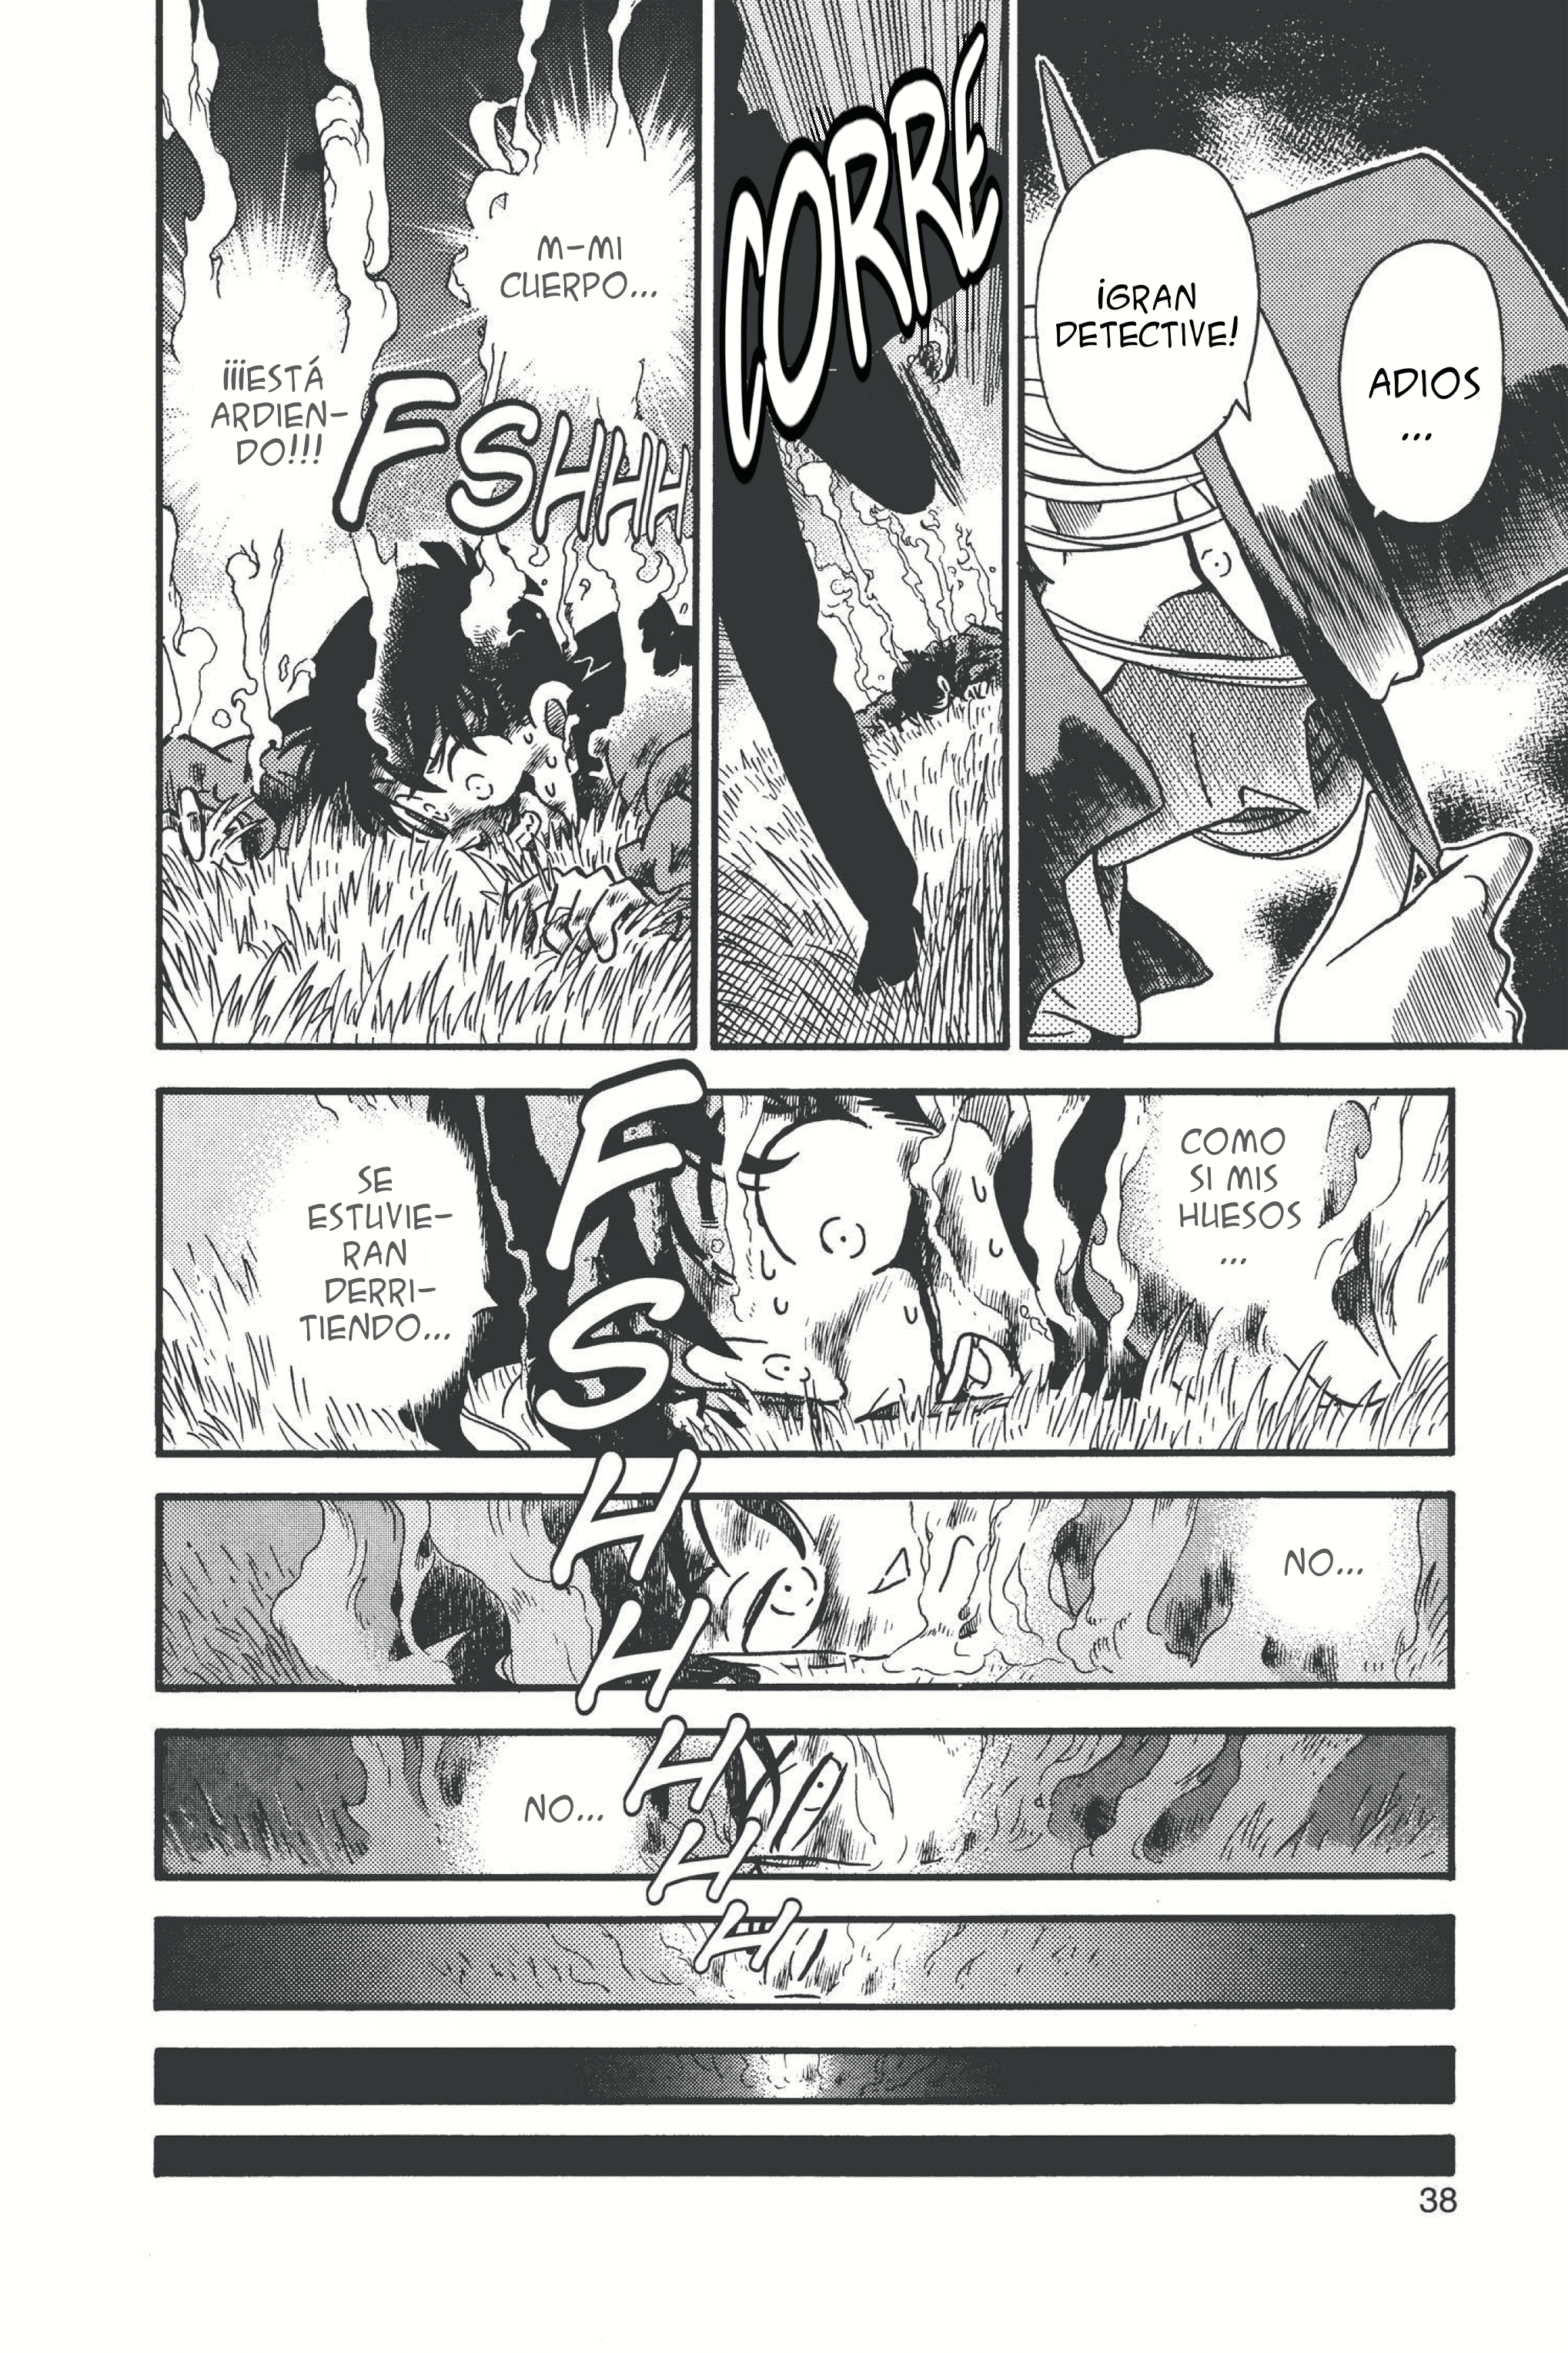 ADIOS
...
¡GRAN
DETECTIVE!
CORRE
M-MI
CUERPO...
¡¡¡ESTÁ
ARDIEN-
DO!!!
FSHHH
COMO
SI MIS
HUESOS
...
SE
ESTUVIE-
RAN
DERRI-
TIENDO...
FSHHHHH
NO...
NO...
38